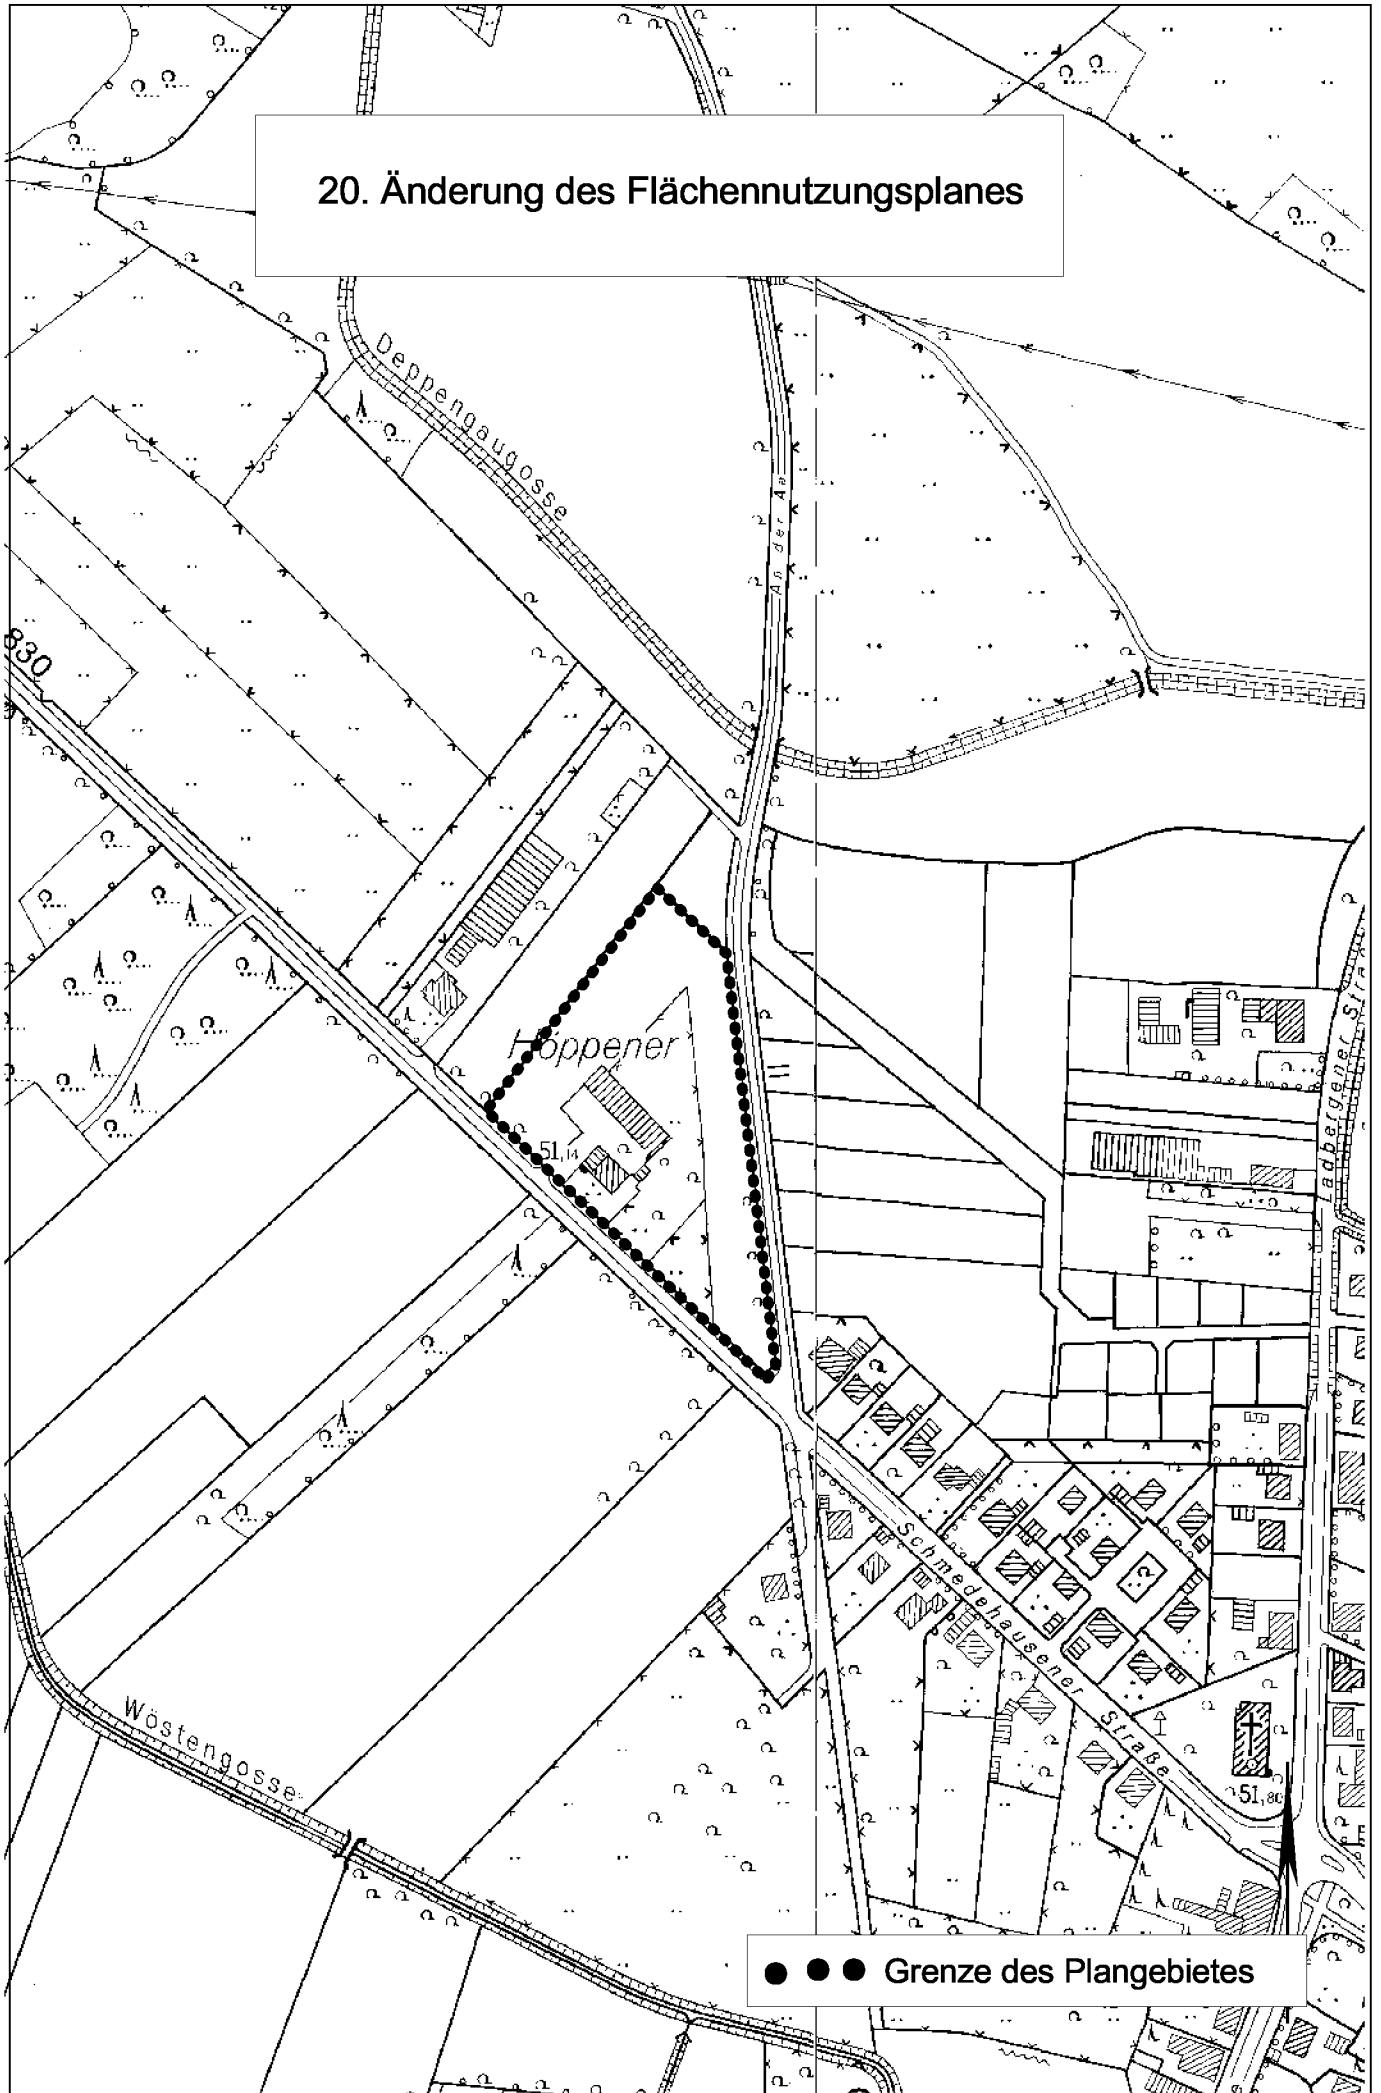 20. Änderung des Flächennutzungsplanes
Deppengaugosse
An der Aa
830
Höppener
51,14
Ladbergener Stra
Schmedehausener Straße
Wöstengosse
51,80
Grenze des Plangebietes